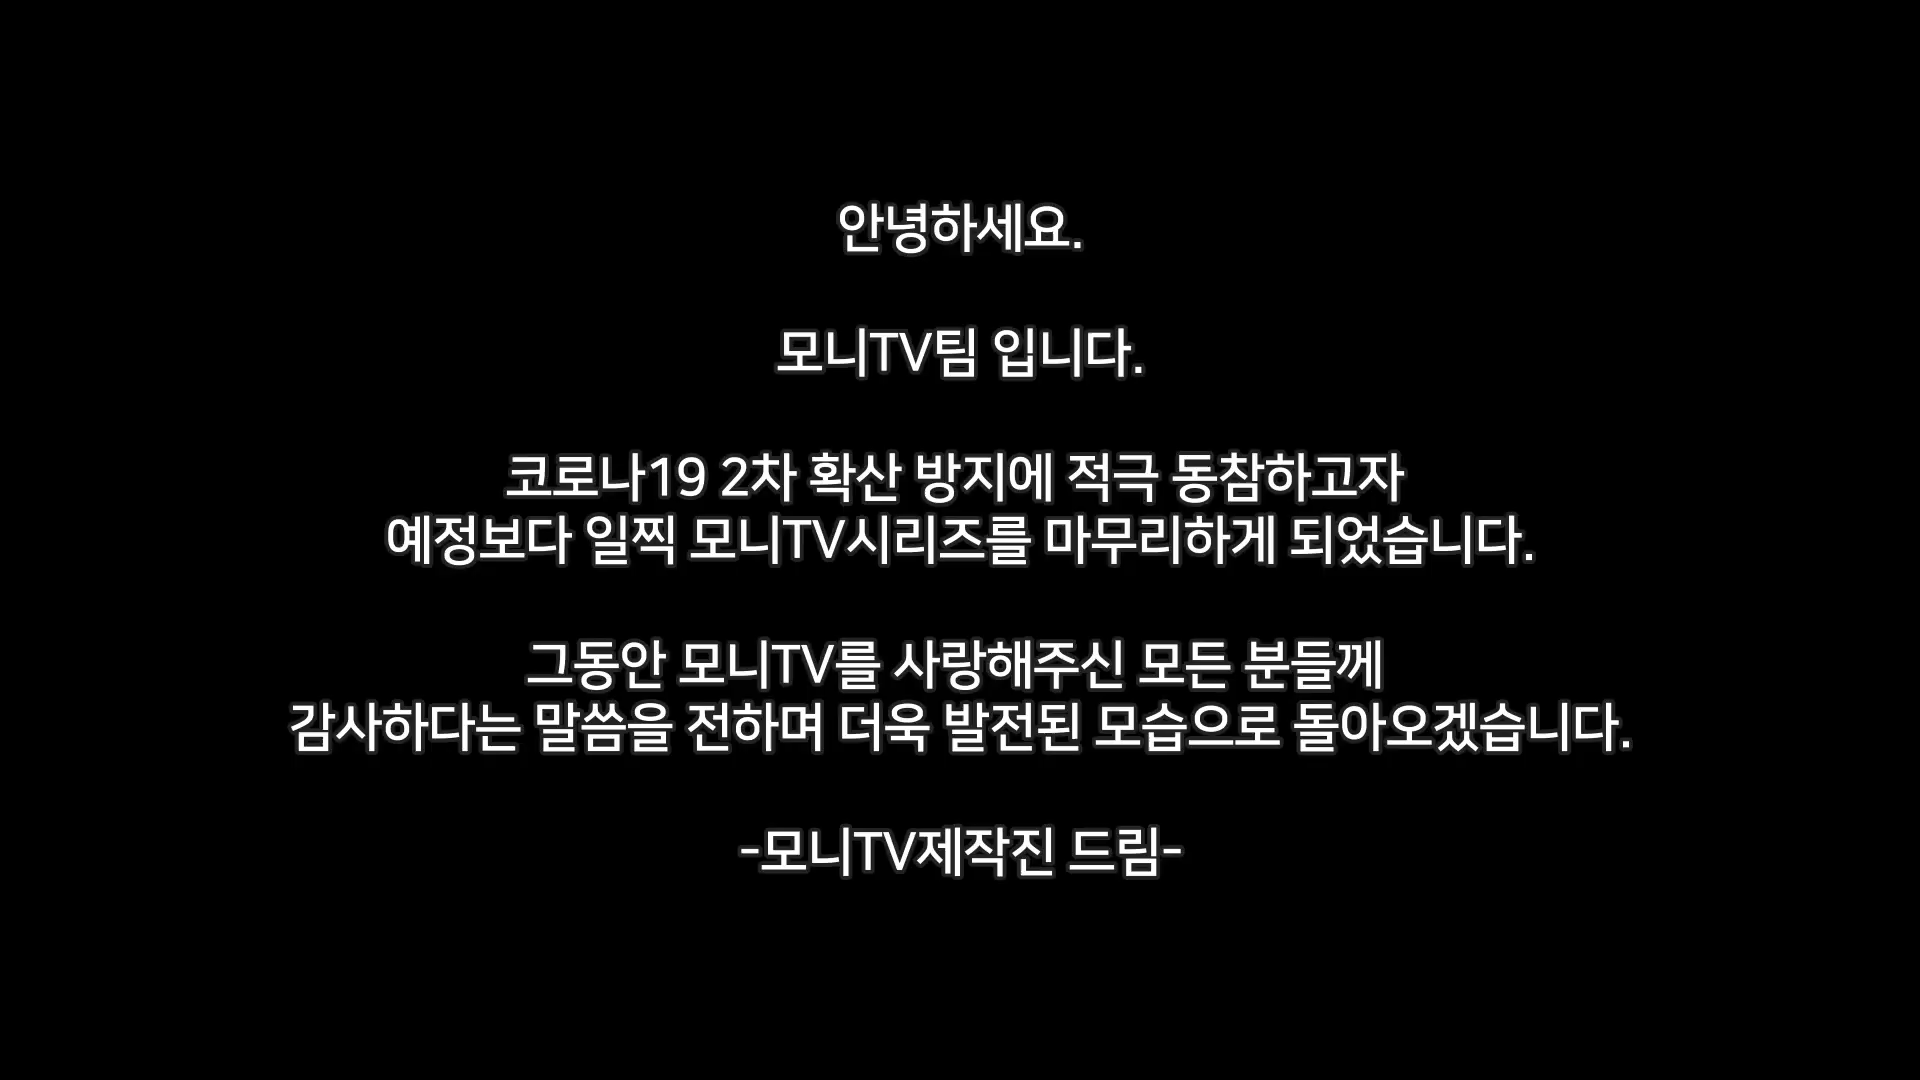 안녕하세요.
모니TV팀 입니다.
코로나19 2차 확산 방지에 적극 동참하고자
예정보다 일찍 모니TV시리즈를 마무리하게 되었습니다.
그동안 모니TV를 사랑해주신 모든 분들께
감사하다는 말씀을 전하며 더욱 발전된 모습으로 돌아오겠습니다.
-모니TV제작진 드림-